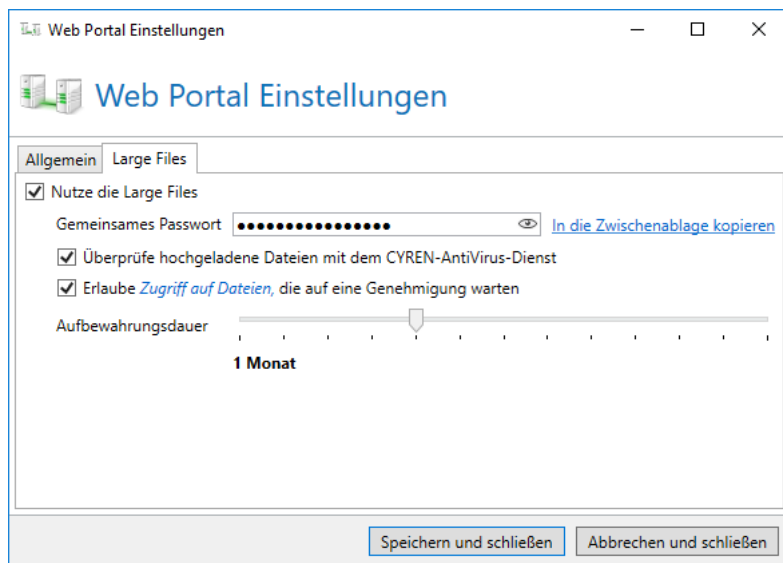 Web Portal Einstellungen
Web Portal Einstellungen
Allgemein Large Files
Nutze die Large Files
Gemeinsames Passwort ●●●●●●●●●●●●●●●● In die Zwischenablage kopieren
Überprüfe hochgeladene Dateien mit dem CYREN-AntiVirus-Dienst
Erlaube Zugriff auf Dateien, die auf eine Genehmigung warten
Aufbewahrungsdauer
1 Monat
Speichern und schließen Abbrechen und schließen